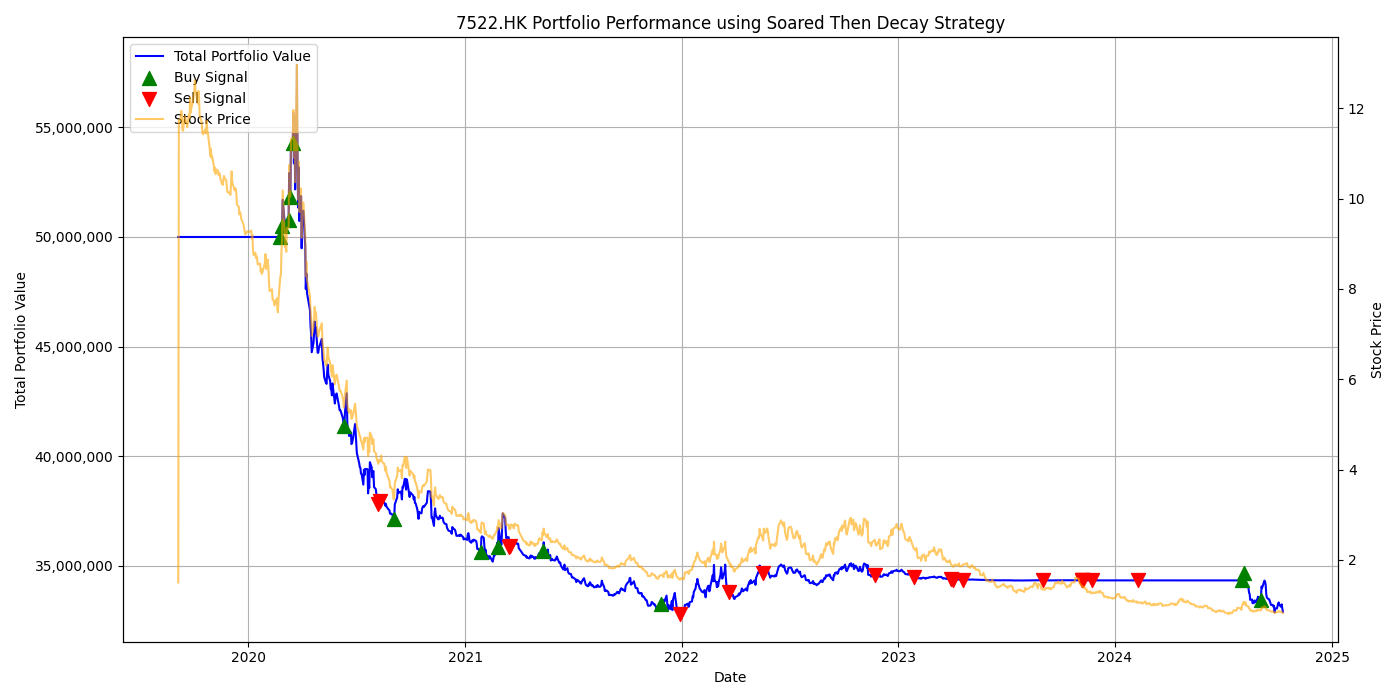 7522.HK Portfolio Performance using Soared Then Decay Strategy
Total Portfolio Value
Buy Signal
Sell Signal
Stock Price
55,000,000
50,000,000
45,000,000
40,000,000
35,000,000
Total Portfolio Value
12
10
8
6
4
2
Stock Price
2020
2021
2022
2023
2024
2025
Date